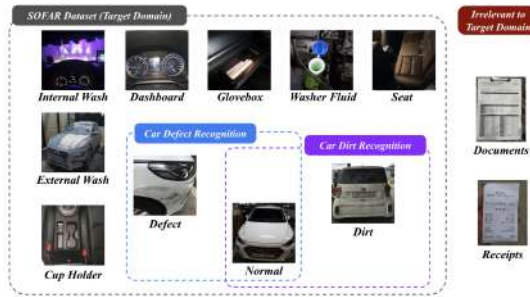 SOFAR Dataset (Target Domain)
Irrelevant to
Target Domain
Internal Wash
Dashboard
Glovebox
Washer Fluid
Seat
Documents
External Wash
Car Defect Recognition
Car Dirt Recognition
Defect
Dirt
Cup Holder
Normal
Receipts